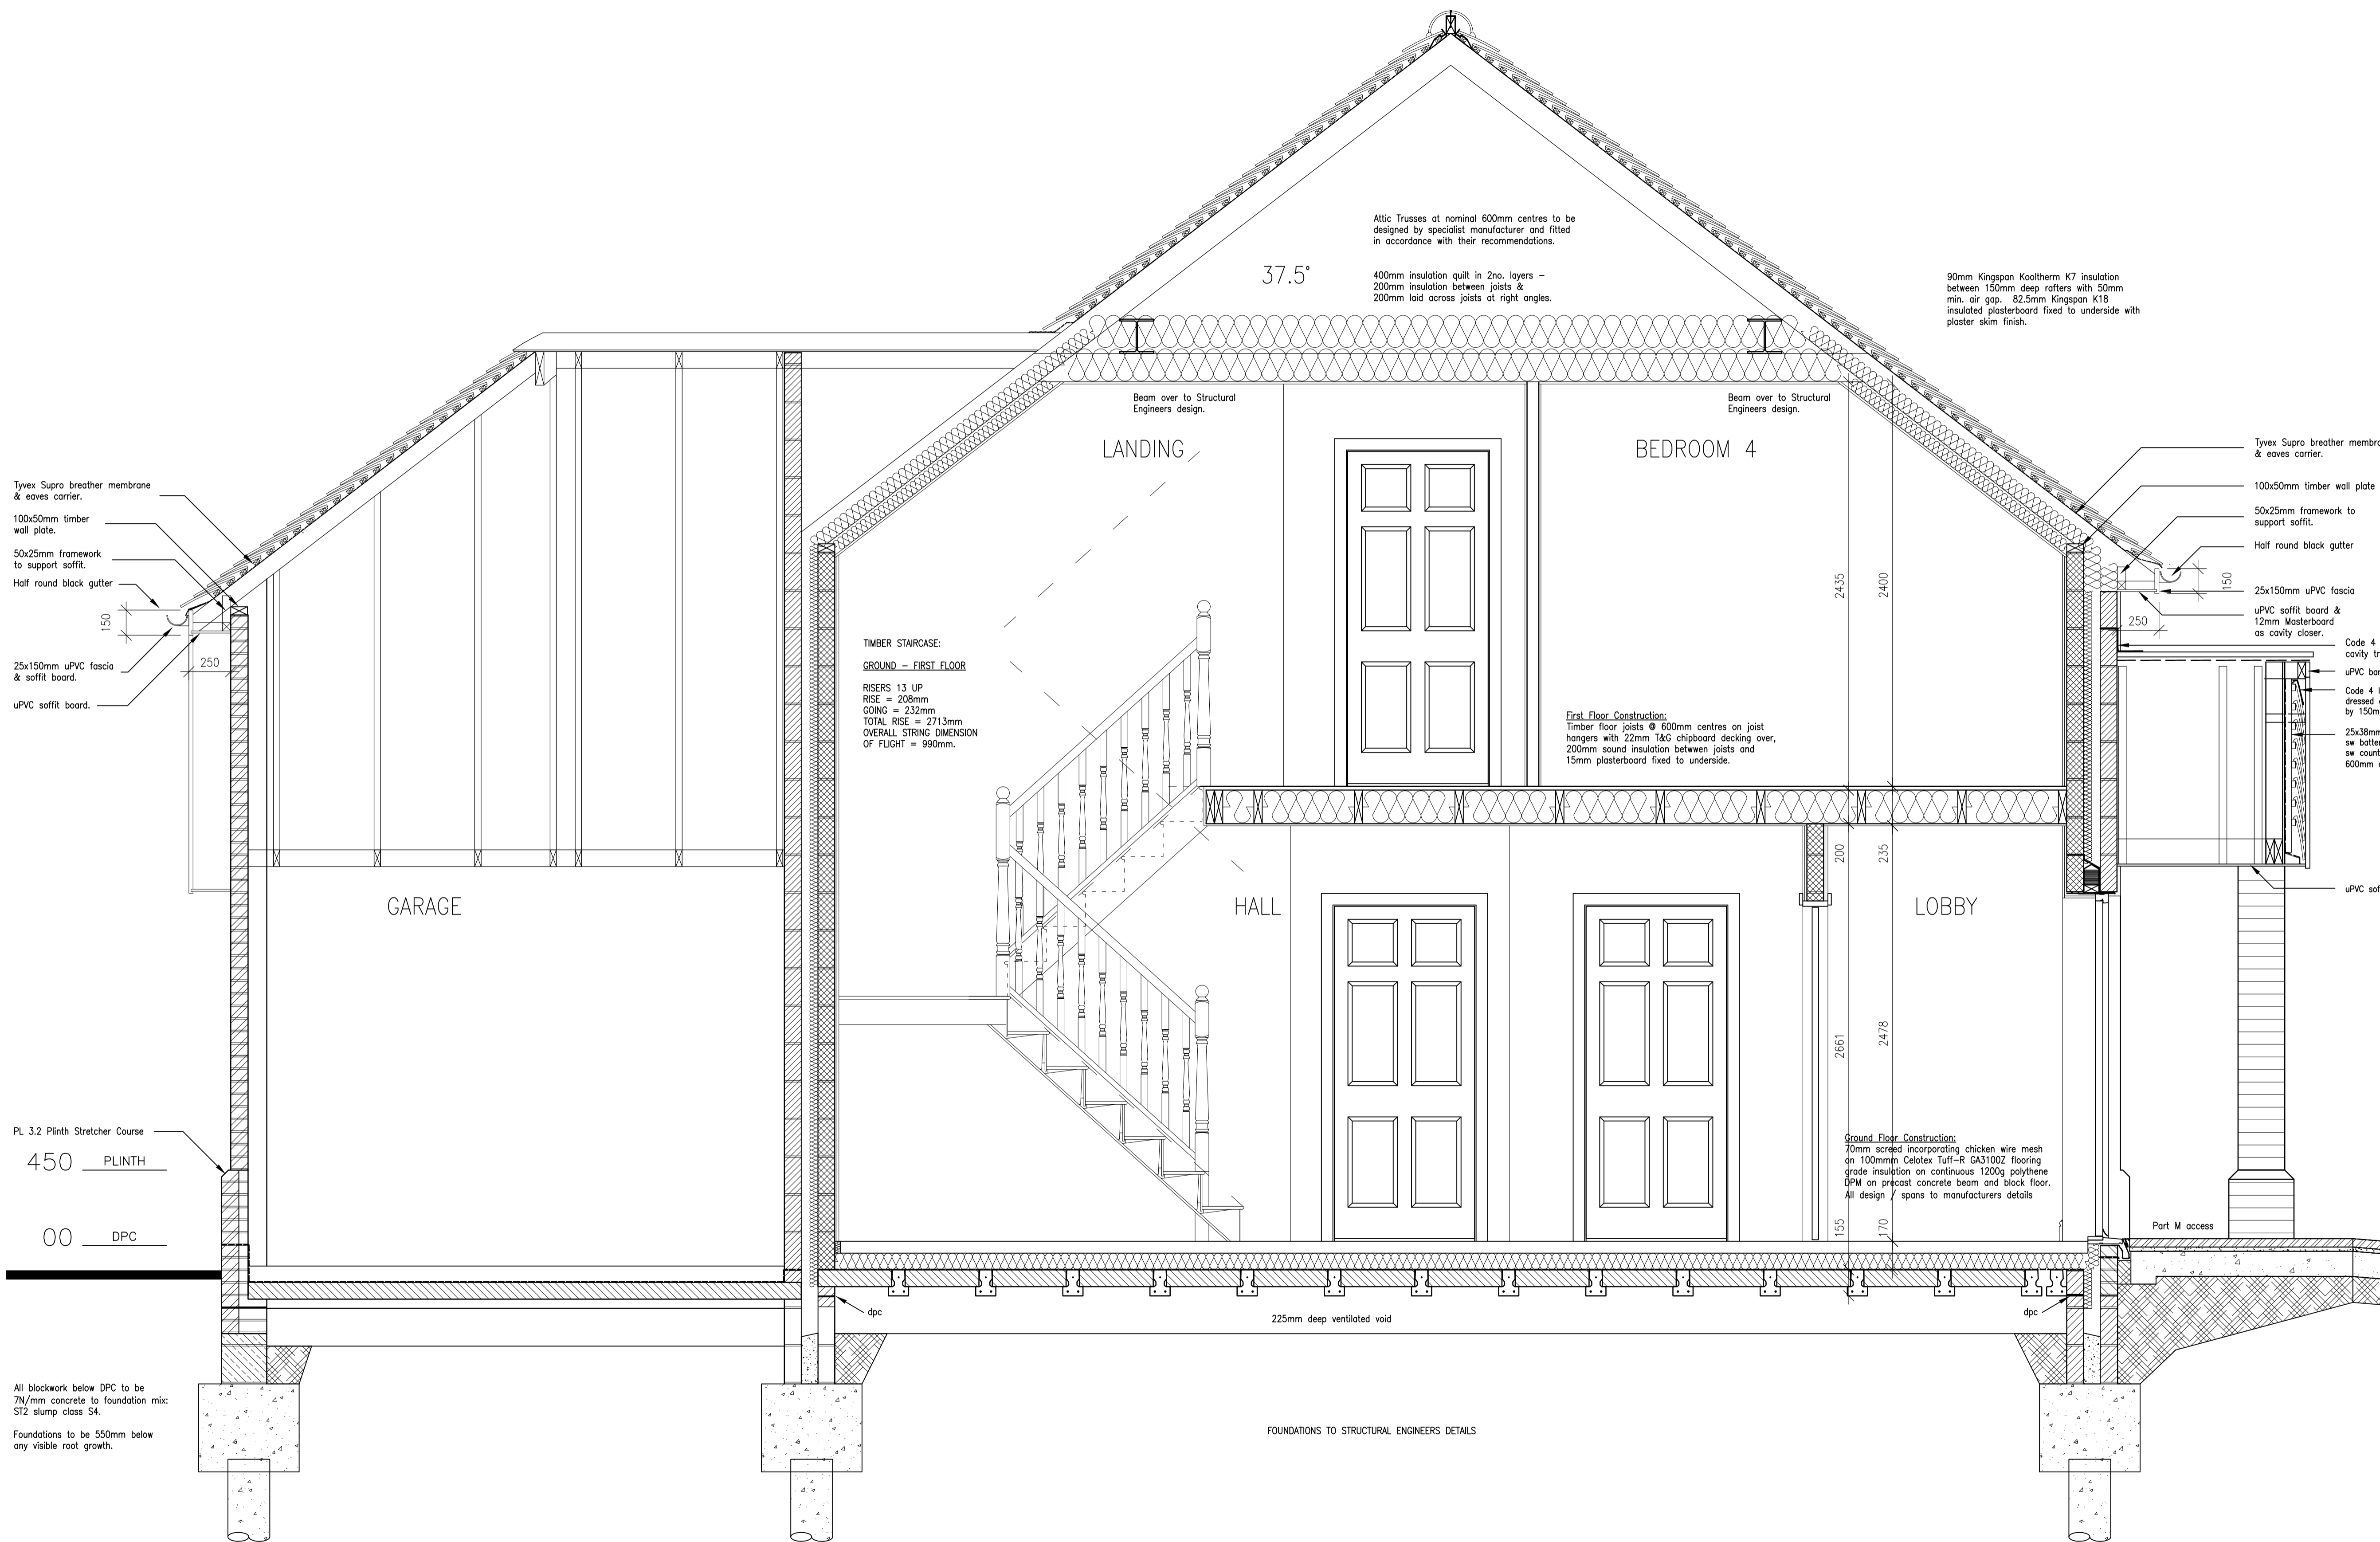 Attic Trusses at nominal 600mm centres to be
designed by specialist manufacturer and fitted
in accordance with their recommendations.
37.5°
400mm insulation quilt in 2no. layers –
200mm insulation between joists &
200mm laid across joists at right angles.
90mm Kingspan Kooltherm K7 insulation
between 150mm deep rafters with 50mm
min. air gap. 82.5mm Kingspan K18
insulated plasterboard fixed to underside with
plaster skim finish.
Beam over to Structural
Engineers design.
Beam over to Structural
Engineers design.
LANDING
BEDROOM 4
Tyvex Supro breather membrane
& eaves carrier.
100x50mm timber
wall plate.
50x25mm framework
to support soffit.
Half round black gutter
150
250
25x150mm uPVC fascia
& soffit board.
uPVC soffit board.
Tyvex Supro breather membra
& eaves carrier.
100x50mm timber wall plate
50x25mm framework to
support soffit.
Half round black gutter
150
25x150mm uPVC fascia
uPVC soffit board &
12mm Masterboard
as cavity closer.
250
Code 4
cavity tr
uPVC bar
Code 4 l
dressed
by 150m
25x38mm
sw batte
sw count
600mm
uPVC sof
2435
2400
TIMBER STAIRCASE:
GROUND – FIRST FLOOR
RISERS 13 UP
RISE = 208mm
GOING = 232mm
TOTAL RISE = 2713mm
OVERALL STRING DIMENSION
OF FLIGHT = 990mm.
First Floor Construction:
Timber floor joists @ 600mm centres on joist
hangers with 22mm T&G chipboard decking over,
200mm sound insulation betwwen joists and
15mm plasterboard fixed to underside.
200
235
GARAGE
HALL
LOBBY
2661
2478
PL 3.2 Plinth Stretcher Course
450 PLINTH
00 DPC
Ground Floor Construction:
70mm screed incorporating chicken wire mesh
on 100mmm Celotex Tuff-R GA3100Z flooring
grade insulation on continuous 1200g polythene
DPM on precast concrete beam and block floor.
All design / spans to manufacturers details
155
170
Part M access
dpc
dpc
225mm deep ventilated void
All blockwork below DPC to be
7N/mm concrete to foundation mix:
ST2 slump class S4.
Foundations to be 550mm below
any visible root growth.
FOUNDATIONS TO STRUCTURAL ENGINEERS DETAILS